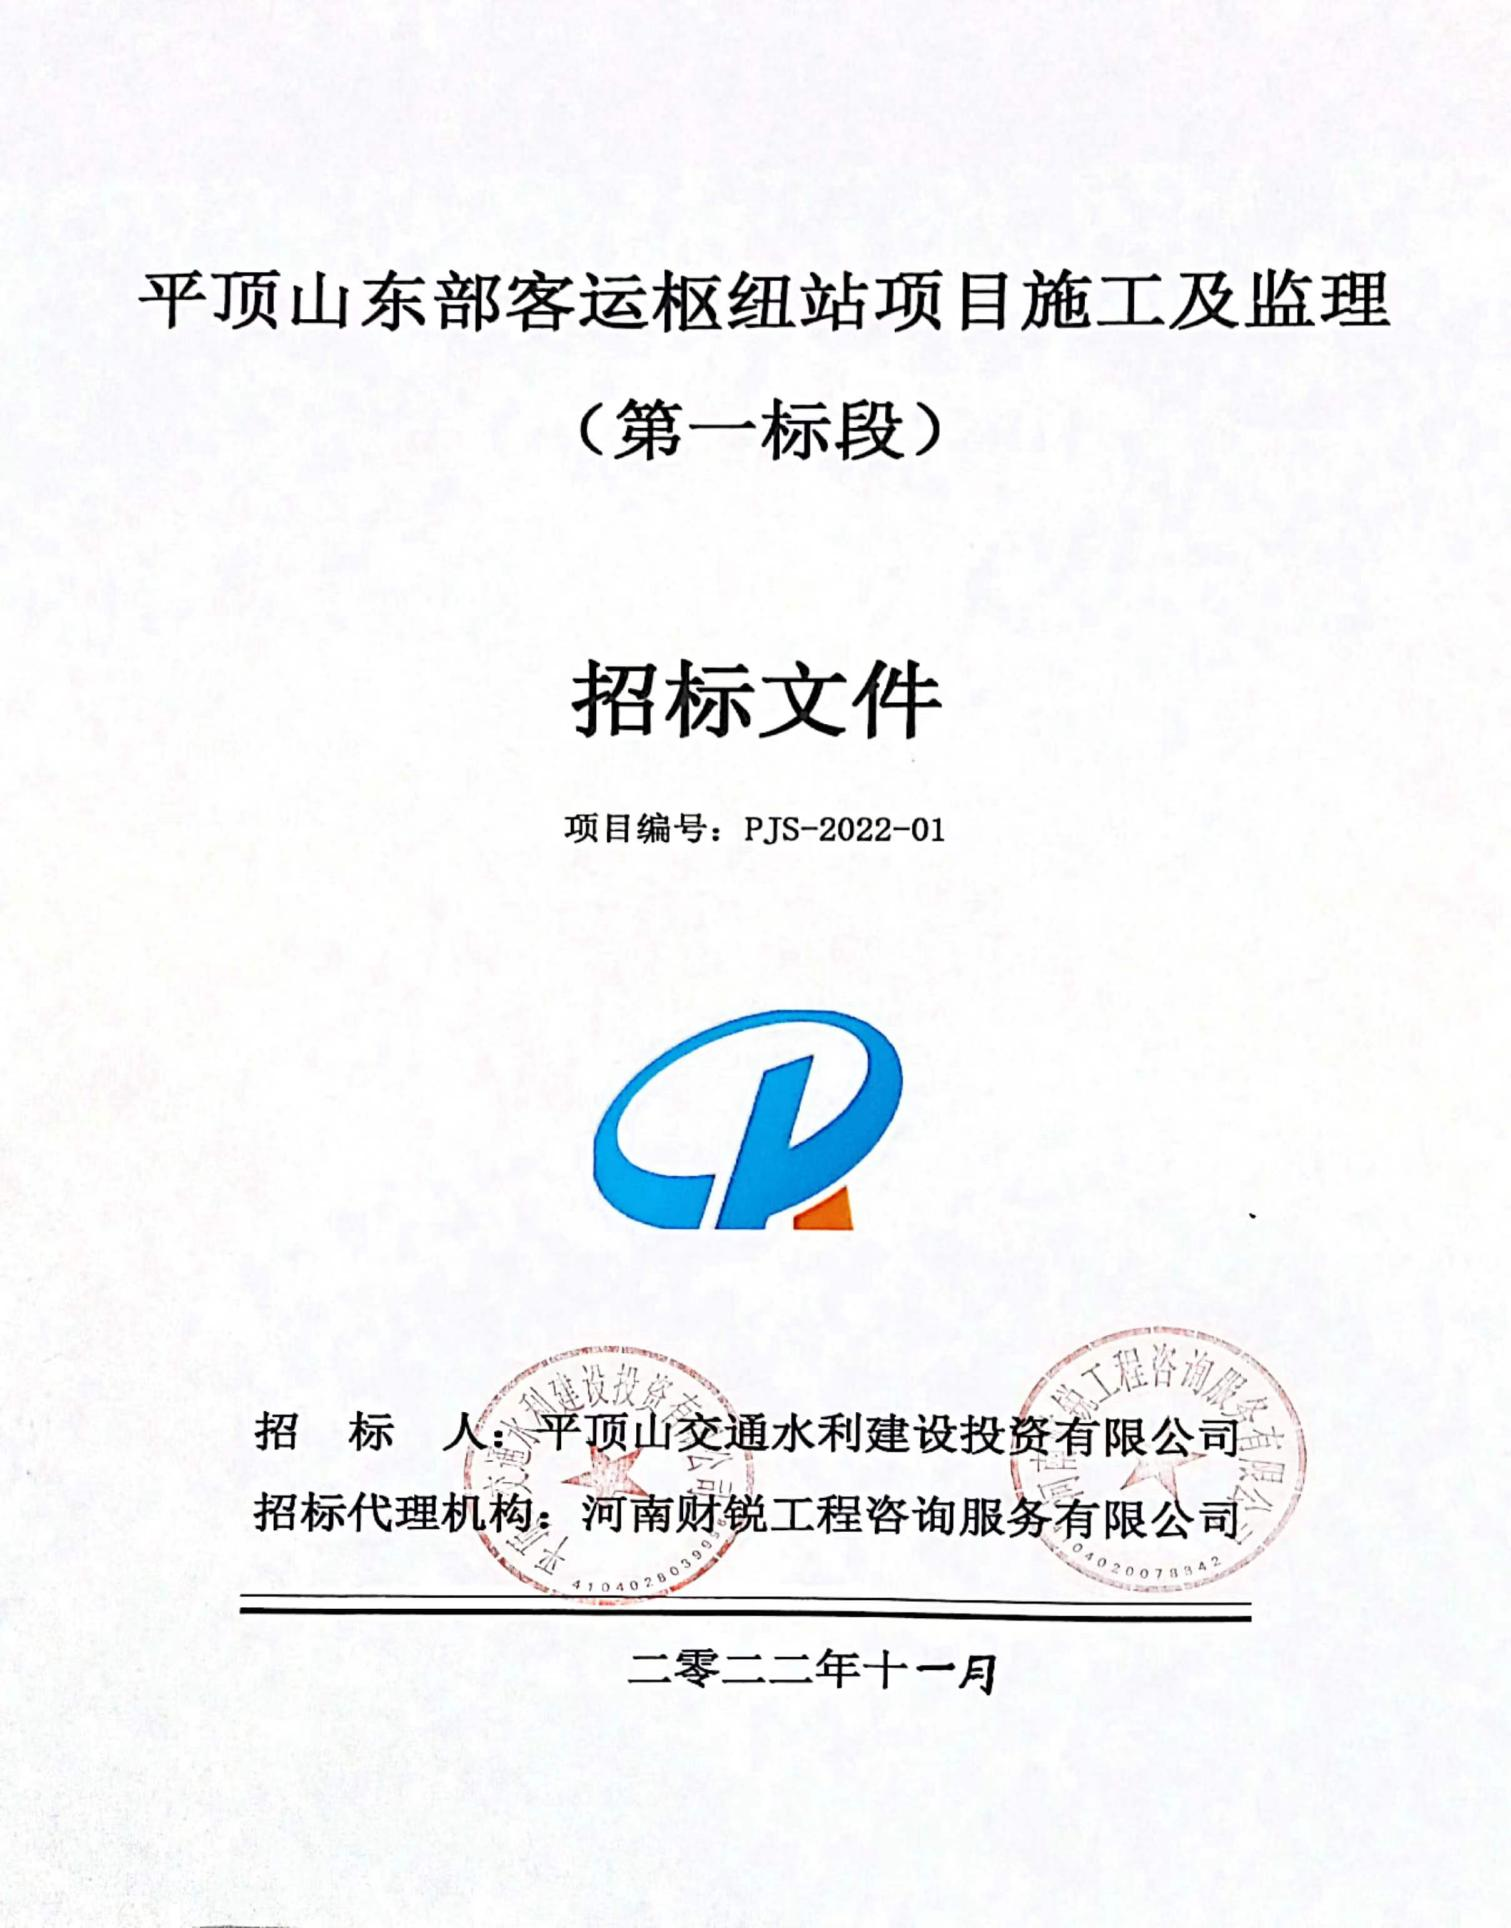 平顶山东部客运枢纽站项目施工及监理
（第一标段）
招标文件
项目编号：PJS-2022-01
招标人：平顶山交通水利建设投资有限公司
招标代理机构：河南财锐工程咨询服务有限公司
二零二二年十一月